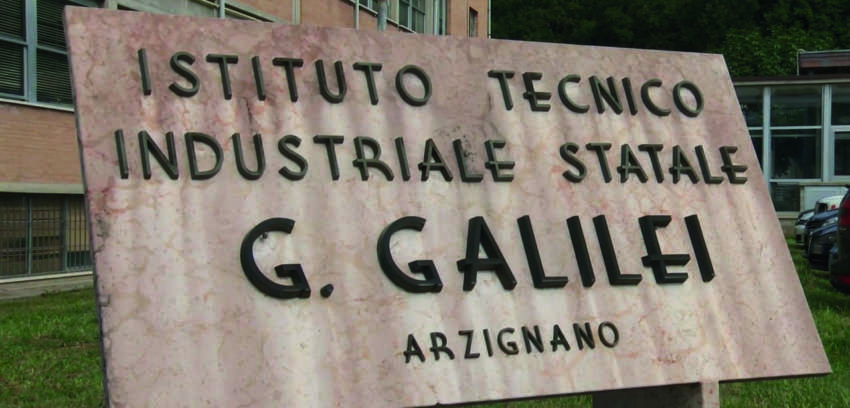 ISTITUTO TECNICO
INDUSTRIALE STATALE
G. GALILEI
ARZIGNANO